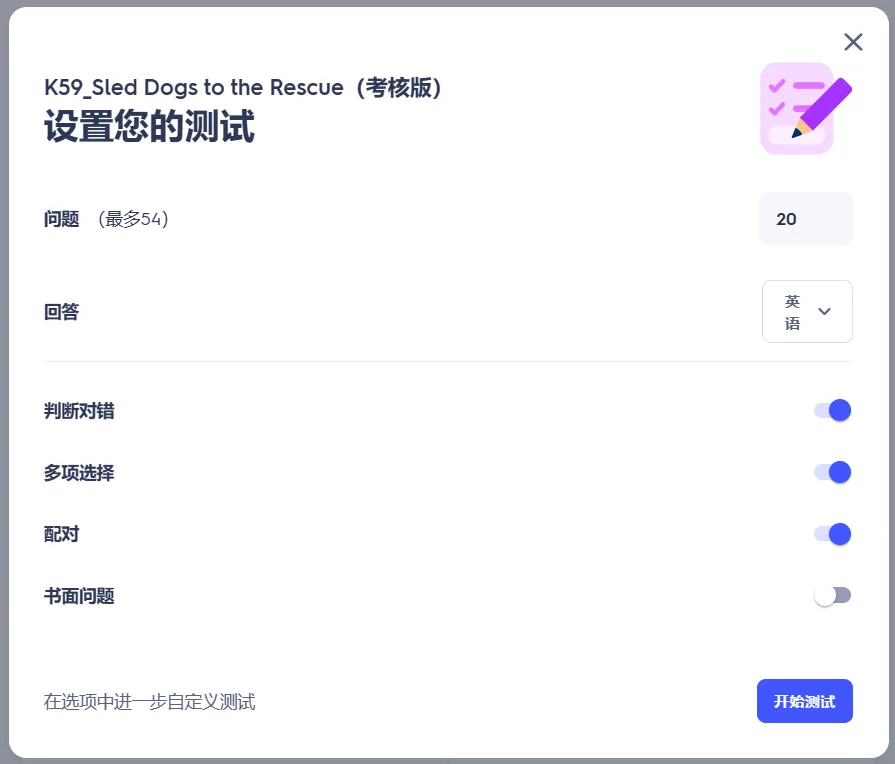 K59_Sled Dogs to the Rescue（考核版）
设置您的测试
问题 （最多54）
20
回答
英
语
判断对错
多项选择
配对
书面问题
在选项中进一步自定义测试
开始测试